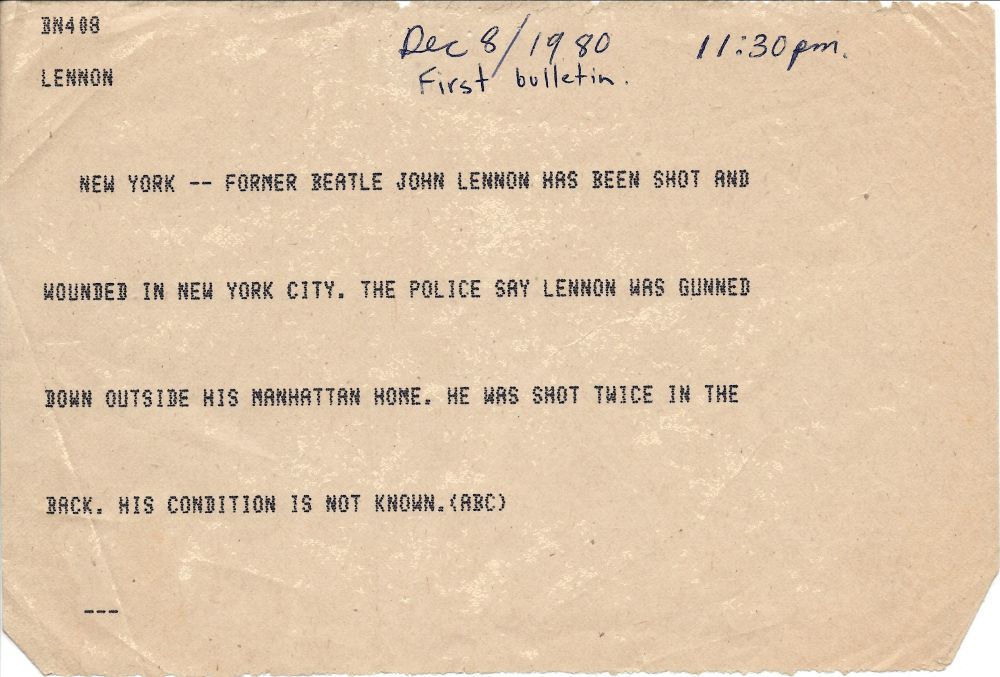 BN408
Dec 8/1980 11:30pm.
First bulletin.
LENNON
NEW YORK -- FORMER BEATLE JOHN LENNON HAS BEEN SHOT AND
WOUNDED IN NEW YORK CITY. THE POLICE SAY LENNON WAS GUNNED
DOWN OUTSIDE HIS MANHATTAN HOME. HE WAS SHOT TWICE IN THE
BACK. HIS CONDITION IS NOT KNOWN.(ABC)
---